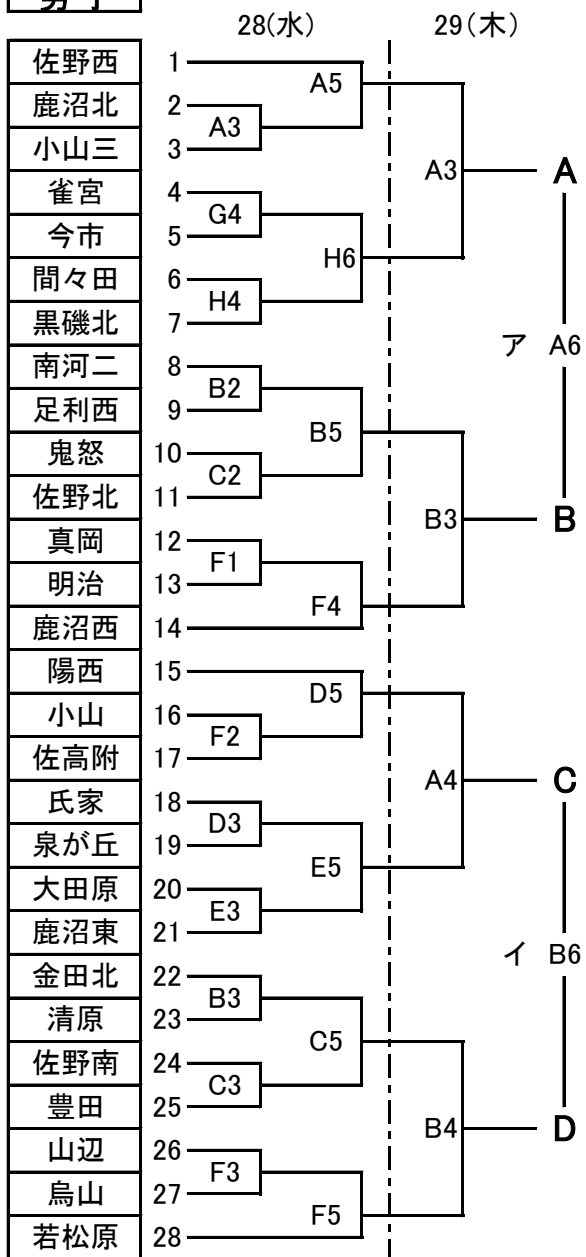 28(水) 29(木)
佐野西 1
鹿沼北 2
小山三 3
雀宮 4
今市 5
間々田 6
黒磯北 7
南河二 8
足利西 9
鬼怒 10
佐野北 11
真岡 12
明治 13
鹿沼西 14
陽西 15
小山 16
佐高附 17
氏家 18
泉が丘 19
大田原 20
鹿沼東 21
金田北 22
清原 23
佐野南 24
豊田 25
山辺 26
烏山 27
若松原 28
A3
G4
H4
B2
C2
F1
F2
D3
E3
B3
C3
F3
A5
H6
B5
F4
D5
E5
C5
F5
A3
B3
A4
B4
A
ア A6
B
C
イ B6
D